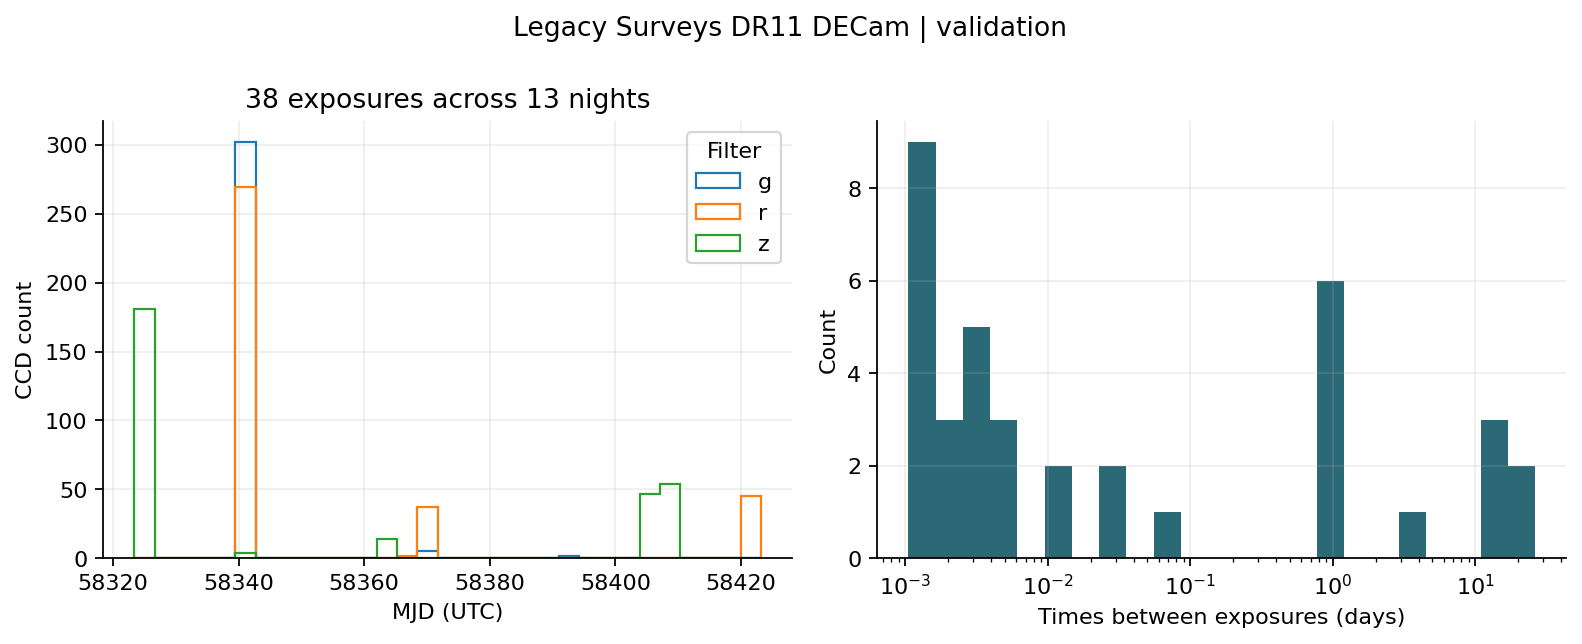 Legacy Surveys DR11 DECam | validation
38 exposures across 13 nights
300
250
200
150
100
50
0
CCD count
58320 58340 58360 58380 58400 58420
MJD (UTC)
Filter
g
r
z
8
6
4
2
0
Count
10⁻³ 10⁻² 10⁻¹ 10⁰ 10¹
Times between exposures (days)